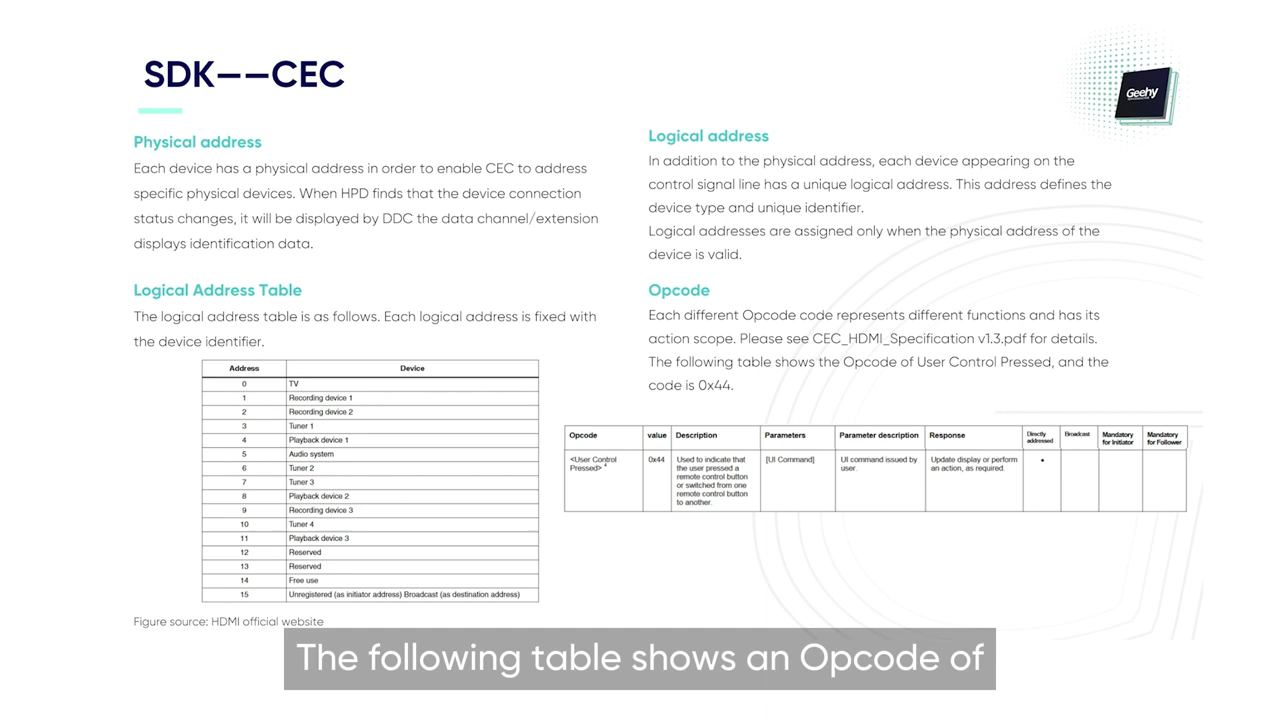 SDK——CEC
Geehy
Physical address
Each device has a physical address in order to enable CEC to address
specific physical devices. When HPD finds that the device connection
status changes, it will be displayed by DDC the data channel/extension
displays identification data.
Logical Address Table
The logical address table is as follows. Each logical address is fixed with
the device identifier.
Address Device
0 TV
1 Recording device 1
2 Recording device 2
3 Tuner 1
4 Playback device 1
5 Audio system
6 Tuner 2
7 Tuner 3
8 Playback device 2
9 Recording device 3
10 Tuner 4
11 Playback device 3
12 Reserved
13 Reserved
14 Free use
15 Unregistered (as initiator address) Broadcast (as destination address)
Figure source: HDMI official website
Logical address
In addition to the physical address, each device appearing on the
control signal line has a unique logical address. This address defines the
device type and unique identifier.
Logical addresses are assigned only when the physical address of the
device is valid.
Opcode
Each different Opcode code represents different functions and has its
action scope. Please see CEC_HDMI_Specification v1.3.pdf for details.
The following table shows the Opcode of User Control Pressed, and the
code is 0x44.
Opcode value Description Parameters Parameter description Response Directly addressed Broadcast Mandatory for Initiator Mandatory for Follower
<User Control Pressed> 4 0x44 Used to indicate that the user pressed a remote control button or switched from one remote control button to another. [UI Command] UI command issued by user. Update display or perform an action, as required. •
The following table shows an Opcode of